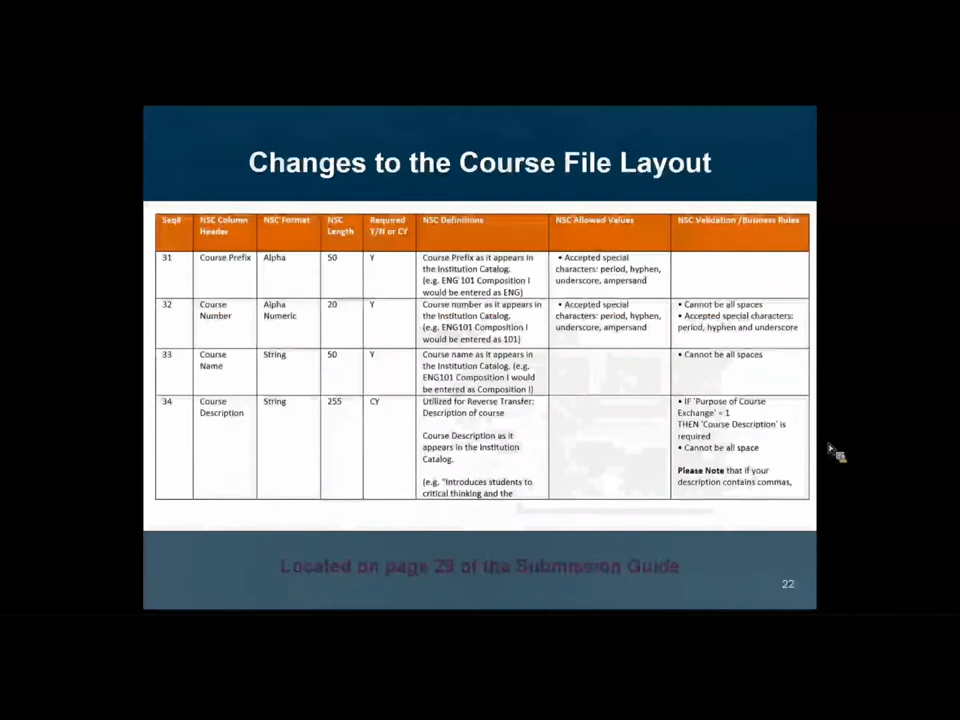 Changes to the Course File Layout
Seq# NSC Column Header NSC Format NSC Length Required Y/N or CY NSC Definitions NSC Allowed Values NSC Validation /Business Rules
31 Course Prefix Alpha 50 Y Course Prefix as it appears in the Institution Catalog. (e.g. ENG 101 Composition I would be entered as ENG) • Accepted special characters: period, hyphen, underscore, ampersand
32 Course Number Alpha Numeric 20 Y Course number as it appears in the Institution Catalog. (e.g. ENG101 Composition I would be entered as 101) • Accepted special characters: period, hyphen, underscore, ampersand • Cannot be all spaces • Accepted special characters: period, hyphen and underscore
33 Course Name String 50 Y Course name as it appears in the Institution Catalog. (e.g. ENG101 Composition I would be entered as Composition I) • Cannot be all spaces
34 Course Description String 255 CY Utilized for Reverse Transfer: Description of course Course Description as it appears in the Institution Catalog. (e.g. "Introduces students to critical thinking and the • IF 'Purpose of Course Exchange' = 1 THEN 'Course Description' is required • Cannot be all space Please Note that if your description contains commas,
Located on page 29 of the Submission Guide
22